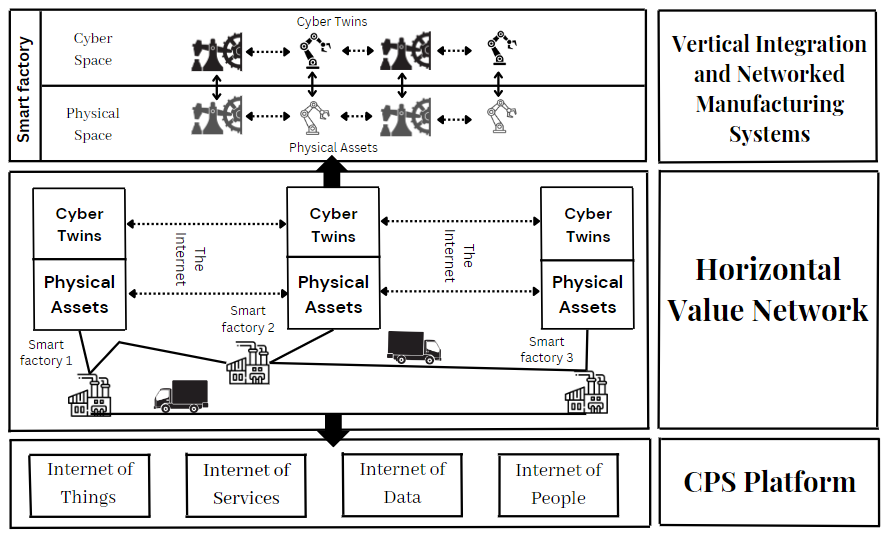 Smart factory
Cyber
Space
Cyber Twins
Physical
Space
Physical Assets
Vertical Integration
and Networked
Manufacturing
Systems
Cyber
Twins
Physical
Assets
The
Internet
Cyber
Twins
Physical
Assets
The
Internet
Cyber
Twins
Physical
Assets
Smart
factory 1
Smart
factory 2
Smart
factory 3
Horizontal
Value Network
Internet of
Things
Internet of
Services
Internet of
Data
Internet of
People
CPS Platform